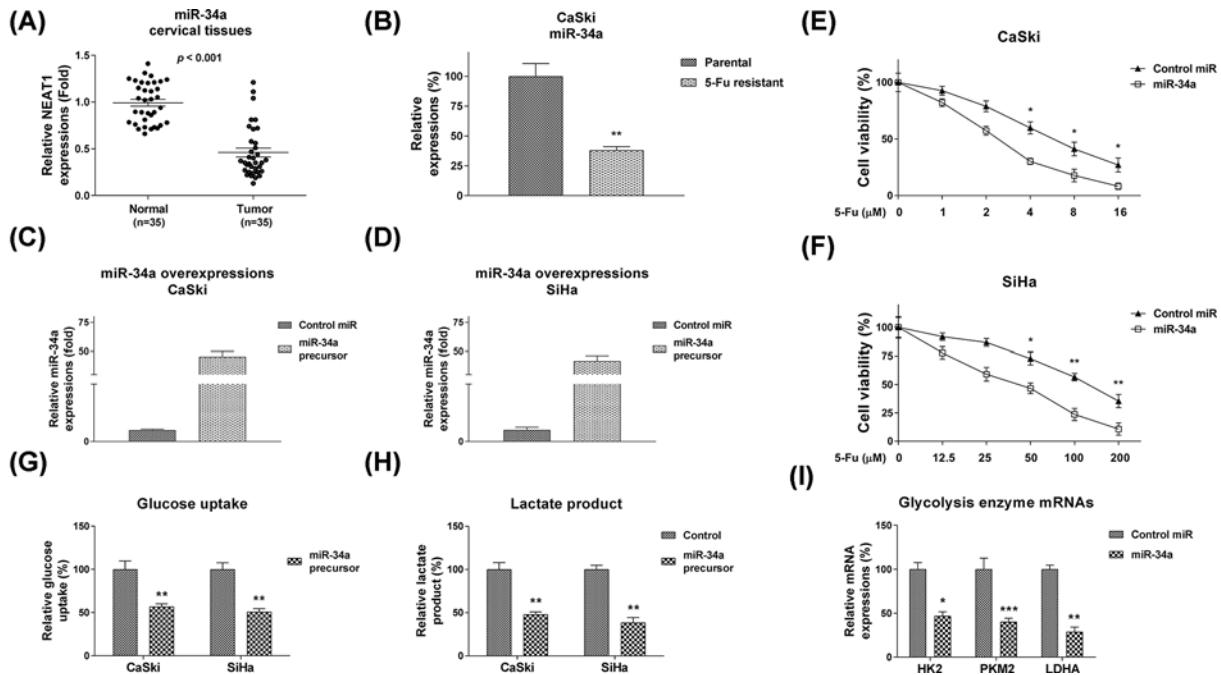 (A)
miR-34a
cervical tissues
p < 0.001
Relative NEAT1
expressions (Fold)
1.5
1.0
0.5
0.0
Normal
(n=35)
Tumor
(n=35)
(B)
CaSki
miR-34a
Relative
expressions (%)
100
75
50
25
0
**
Parental
5-Fu resistant
(E)
CaSki
Cell viability (%)
100
75
50
25
0
Control miR
miR-34a
*
*
*
5-Fu (μM) 0 1 2 4 8 16
(C)
miR-34a overexpressions
CaSki
Relative miR-34a
expressions (fold)
75
50
0
Control miR
miR-34a
precursor
(D)
miR-34a overexpressions
SiHa
Relative miR-34a
expressions (fold)
75
50
0
Control miR
miR-34a
precursor
(F)
SiHa
Cell viability (%)
100
75
50
25
0
Control miR
miR-34a
*
**
**
5-Fu (μM) 0 12.5 25 50 100 200
(G)
Glucose uptake
Relative glucose
uptake (%)
150
100
50
0
**
**
CaSki SiHa
miR-34a
precursor
(H)
Lactate product
Relative lactate
product (%)
150
100
50
0
**
**
CaSki SiHa
Control
miR-34a
precursor
(I)
Glycolysis enzyme mRNAs
Relative mRNA
expressions (%)
150
100
50
0
*
***
**
HK2 PKM2 LDHA
Control miR
miR-34a